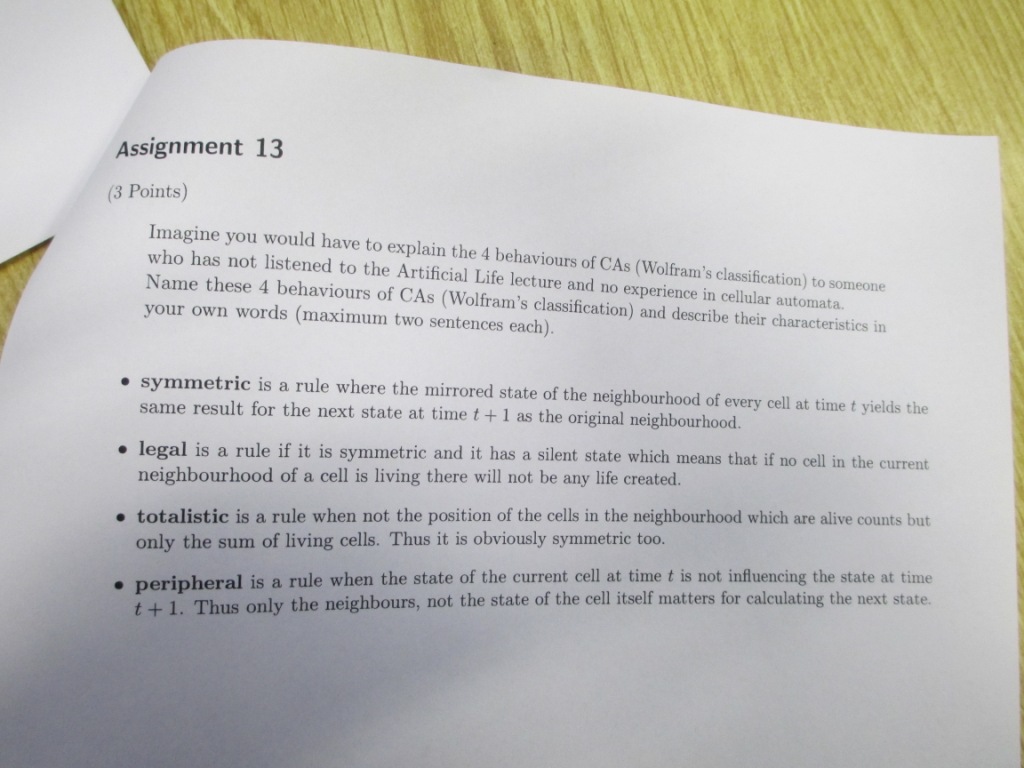 Assignment 13
(3 Points)
Imagine you would have to explain the 4 behaviours of CAs (Wolfram's classification) to someone
who has not listened to the Artificial Life lecture and no experience in cellular automata.
Name these 4 behaviours of CAs (Wolfram's classification) and describe their characteristics in
your own words (maximum two sentences each).
• symmetric is a rule where the mirrored state of the neighbourhood of every cell at time t yields the
same result for the next state at time t + 1 as the original neighbourhood.
• legal is a rule if it is symmetric and it has a silent state which means that if no cell in the current
neighbourhood of a cell is living there will not be any life created.
• totalistic is a rule when not the position of the cells in the neighbourhood which are alive counts but
only the sum of living cells. Thus it is obviously symmetric too.
• peripheral is a rule when the state of the current cell at time t is not influencing the state at time
t + 1. Thus only the neighbours, not the state of the cell itself matters for calculating the next state.